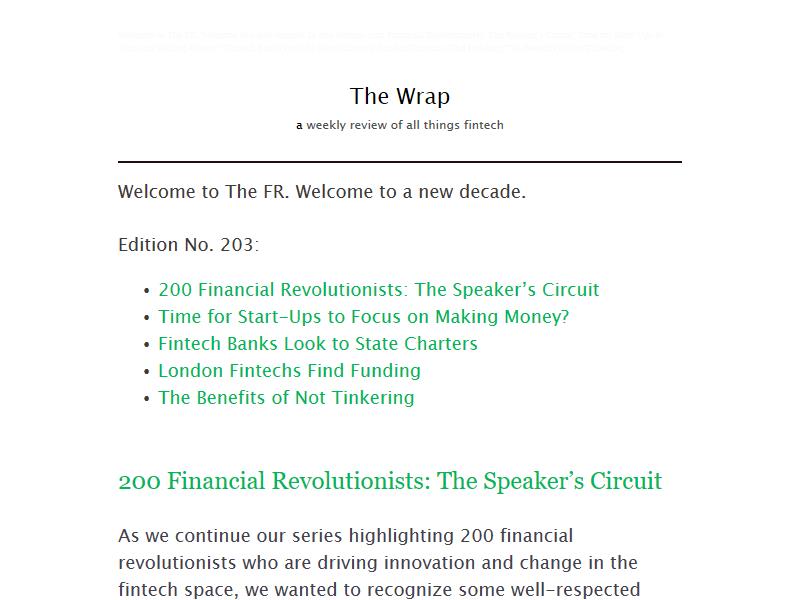 The Wrap
a weekly review of all things fintech
Welcome to The FR. Welcome to a new decade.
Edition No. 203:
• 200 Financial Revolutionists: The Speaker’s Circuit
• Time for Start-Ups to Focus on Making Money?
• Fintech Banks Look to State Charters
• London Fintechs Find Funding
• The Benefits of Not Tinkering
200 Financial Revolutionists: The Speaker’s Circuit
As we continue our series highlighting 200 financial
revolutionists who are driving innovation and change in the
fintech space, we wanted to recognize some well-respected